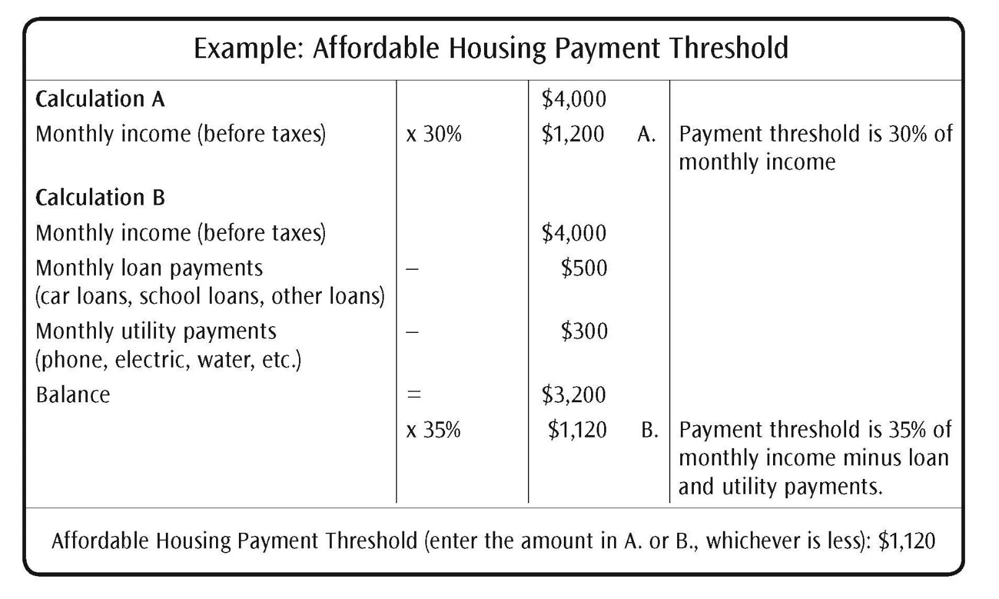 Example: Affordable Housing Payment Threshold
Calculation A $4,000
Monthly income (before taxes) x 30% $1,200 A. Payment threshold is 30% of
monthly income
Calculation B
Monthly income (before taxes) $4,000
Monthly loan payments – $500
(car loans, school loans, other loans)
Monthly utility payments – $300
(phone, electric, water, etc.)
Balance = $3,200
x 35% $1,120 B. Payment threshold is 35% of
monthly income minus loan
and utility payments.
Affordable Housing Payment Threshold (enter the amount in A. or B., whichever is less): $1,120